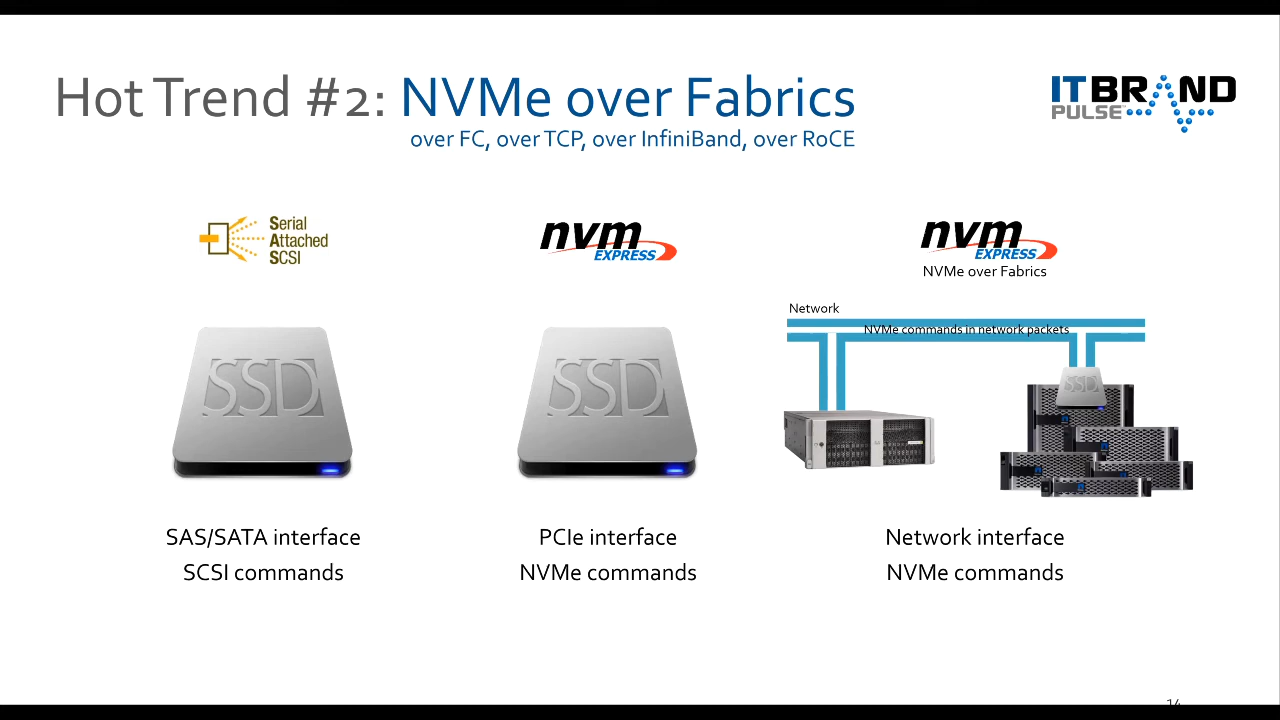 Hot Trend #2: NVMe over Fabrics
over FC, over TCP, over InfiniBand, over RoCE
ITBRAND
PULSE
Serial
Attached
SCSI
nvm
EXPRESS
nvm
EXPRESS
NVMe over Fabrics
Network
NVMe commands in network packets
SSD
SSD
SSD
SAS/SATA interface
SCSI commands
PCIe interface
NVMe commands
Network interface
NVMe commands
14